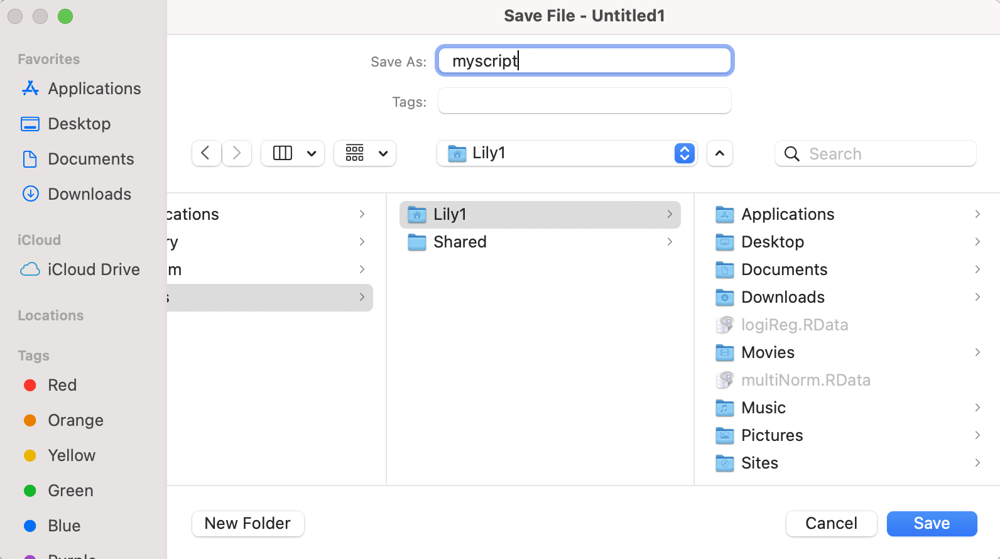 Save File - Untitled1
Favorites
Applications
Desktop
Documents
Downloads
iCloud
iCloud Drive
Locations
Tags
Red
Orange
Yellow
Green
Blue
Save As: myscript
Tags:
Lily1
Search
cations
ry
m
Lily1
Shared
Applications
Desktop
Documents
Downloads
logiReg.RData
Movies
multiNorm.RData
Music
Pictures
Sites
New Folder
Cancel
Save